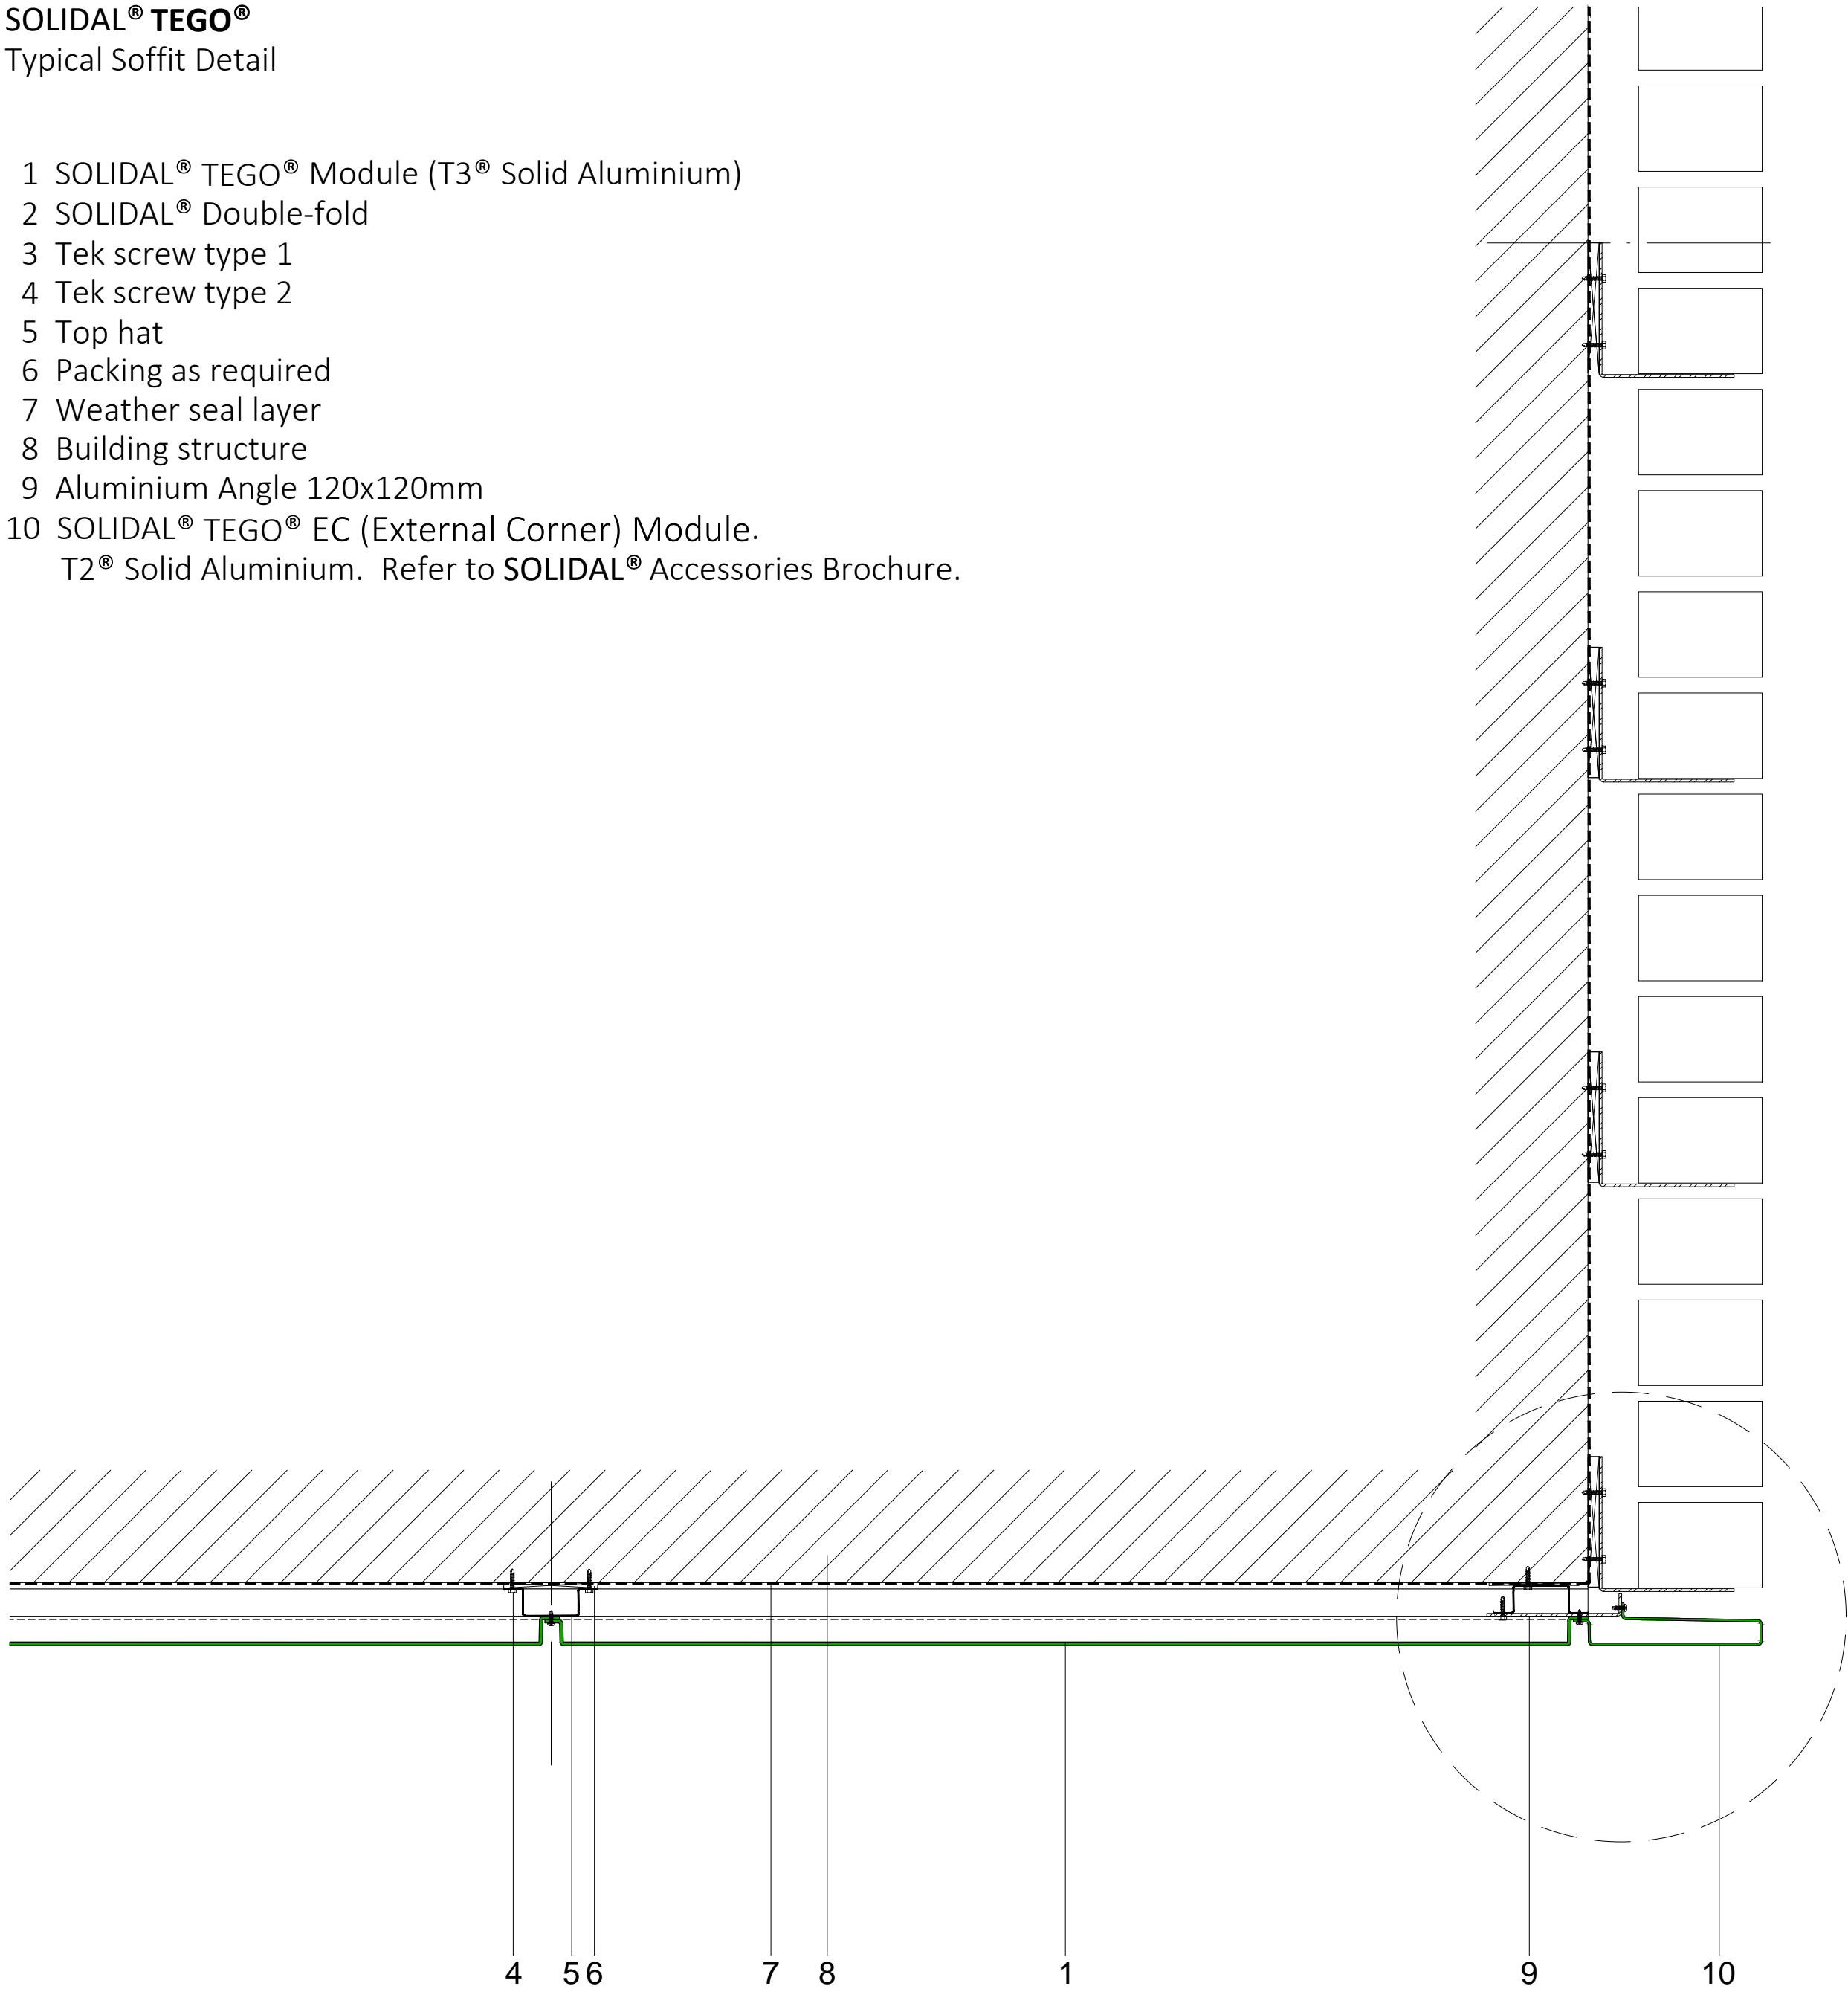 SOLIDAL® TEGO®
Typical Soffit Detail
1 SOLIDAL® TEGO® Module (T3® Solid Aluminium)
2 SOLIDAL® Double-fold
3 Tek screw type 1
4 Tek screw type 2
5 Top hat
6 Packing as required
7 Weather seal layer
8 Building structure
9 Aluminium Angle 120x120mm
10 SOLIDAL® TEGO® EC (External Corner) Module.
T2® Solid Aluminium. Refer to SOLIDAL® Accessories Brochure.
4 5 6 7 8 1 9 10